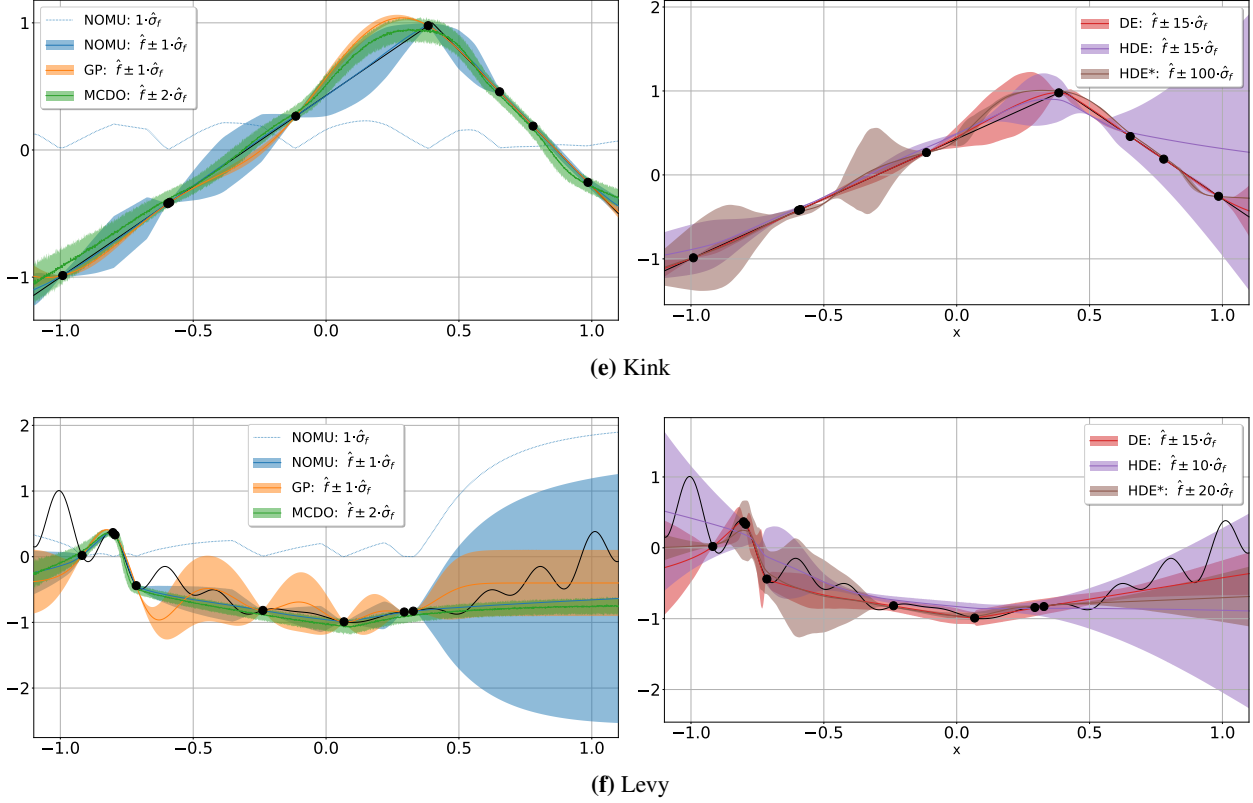 NOMU: 1·σ̂_f
NOMU: f̂ ± 1·σ̂_f
GP: f̂ ± 1·σ̂_f
MCDO: f̂ ± 2·σ̂_f
1
0
−1
−1.0 −0.5 0.0 0.5 1.0
DE: f̂ ± 15·σ̂_f
HDE: f̂ ± 15·σ̂_f
HDE*: f̂ ± 100·σ̂_f
2
1
0
−1
−1.0 −0.5 0.0 0.5 1.0
x
(e) Kink
NOMU: 1·σ̂_f
NOMU: f̂ ± 1·σ̂_f
GP: f̂ ± 1·σ̂_f
MCDO: f̂ ± 2·σ̂_f
2
1
0
−1
−2
−1.0 −0.5 0.0 0.5 1.0
DE: f̂ ± 15·σ̂_f
HDE: f̂ ± 10·σ̂_f
HDE*: f̂ ± 20·σ̂_f
1
0
−1
−2
−1.0 −0.5 0.0 0.5 1.0
x
(f) Levy